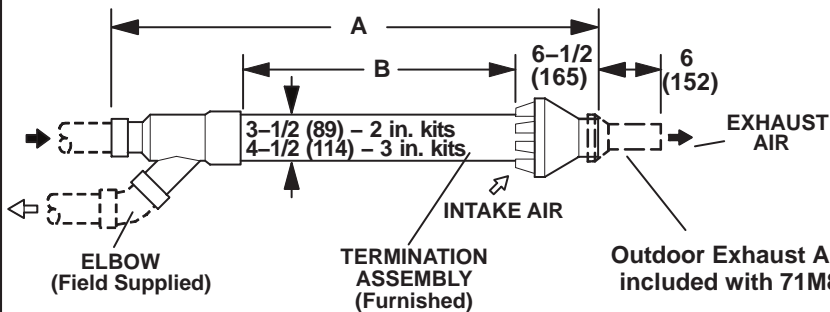 A
6–1/2
(165)
6
(152)
B
3–1/2 (89) – 2 in. kits
4–1/2 (114) – 3 in. kits
EXHAUST
AIR
INTAKE AIR
ELBOW
(Field Supplied)
TERMINATION
ASSEMBLY
(Furnished)
Outdoor Exhaust A
included with 71M8